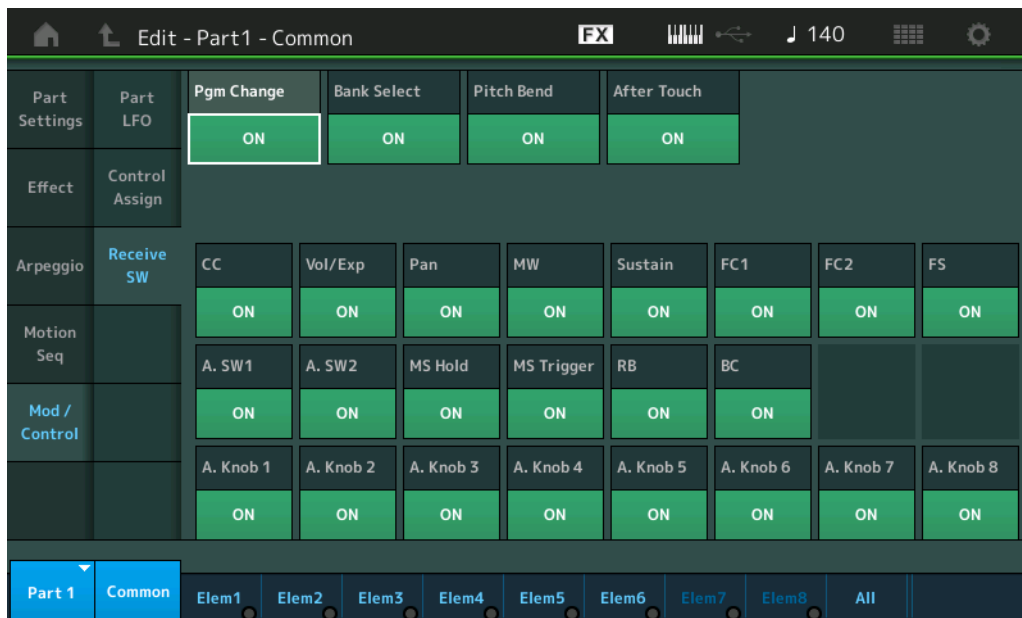 Edit - Part1 - Common FX 140
Part Settings
Part LFO
Pgm Change Bank Select Pitch Bend After Touch
ON ON ON ON
Effect
Control Assign
Arpeggio
Receive SW
CC Vol/Exp Pan MW Sustain FC1 FC2 FS
ON ON ON ON ON ON ON ON
Motion Seq
A. SW1 A. SW2 MS Hold MS Trigger RB BC
ON ON ON ON ON ON
Mod / Control
A. Knob 1 A. Knob 2 A. Knob 3 A. Knob 4 A. Knob 5 A. Knob 6 A. Knob 7 A. Knob 8
ON ON ON ON ON ON ON ON
Part 1 Common Elem1 Elem2 Elem3 Elem4 Elem5 Elem6 Elem7 Elem8 All